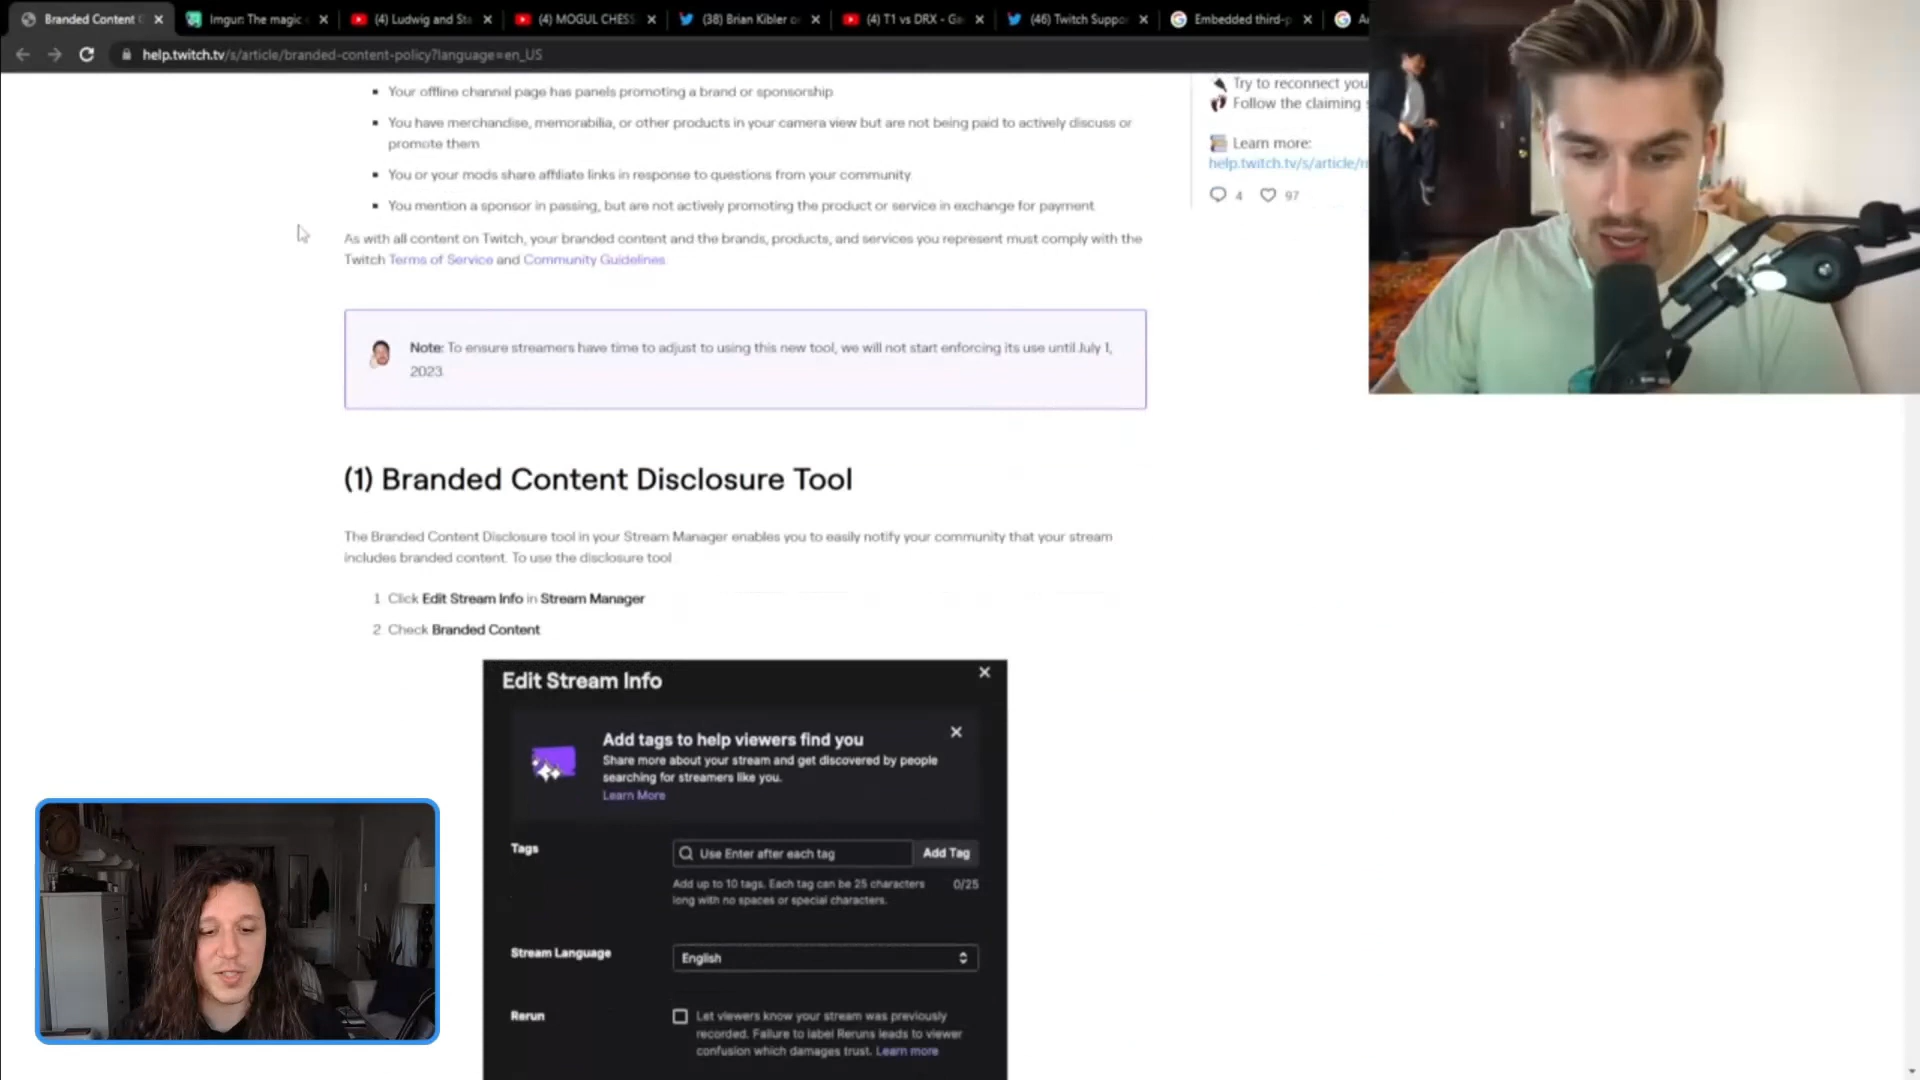 Branded Content
Imgur: The magic
(4) Ludwig and Sta
(4) MOGUL CHESS
(38) Brian Kibler o
(4) T1 vs DRX - Ga
(46) Twitch Suppo
Embedded third-p
help.twitch.tv/s/article/branded-content-policy?language=en_US
Your offline channel page has panels promoting a brand or sponsorship
You have merchandise, memorabilia, or other products in your camera view but are not being paid to actively discuss or
promote them
You or your mods share affiliate links in response to questions from your community
You mention a sponsor in passing, but are not actively promoting the product or service in exchange for payment
As with all content on Twitch, your branded content and the brands, products, and services you represent must comply with the
Twitch Terms of Service and Community Guidelines.
Try to reconnect you
Follow the claiming
Learn more:
help.twitch.tv/s/article/
4 97
Note: To ensure streamers have time to adjust to using this new tool, we will not start enforcing its use until July 1,
2023.
(1) Branded Content Disclosure Tool
The Branded Content Disclosure tool in your Stream Manager enables you to easily notify your community that your stream
includes branded content. To use the disclosure tool
1 Click Edit Stream Info in Stream Manager
2 Check Branded Content
Edit Stream Info
Add tags to help viewers find you
Share more about your stream and get discovered by people
searching for streamers like you.
Learn More
Tags
Use Enter after each tag
Add Tag
Add up to 10 tags. Each tag can be 25 characters 0/25
long with no spaces or special characters.
Stream Language
English
Rerun
Let viewers know your stream was previously
recorded. Failure to label Reruns leads to viewer
confusion which damages trust. Learn more